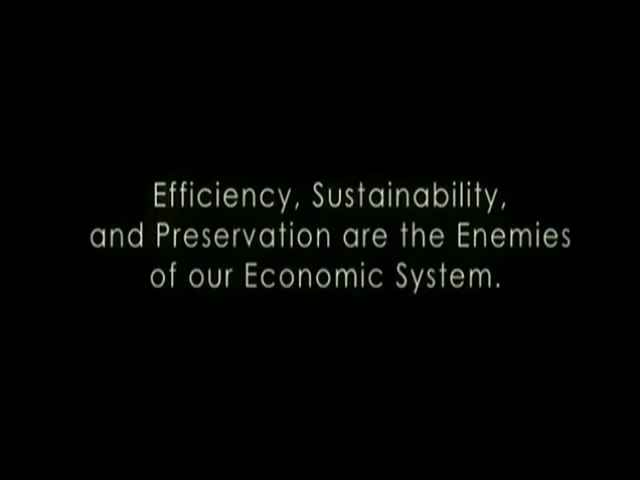 Efficiency, Sustainability,
and Preservation are the Enemies
of our Economic System.